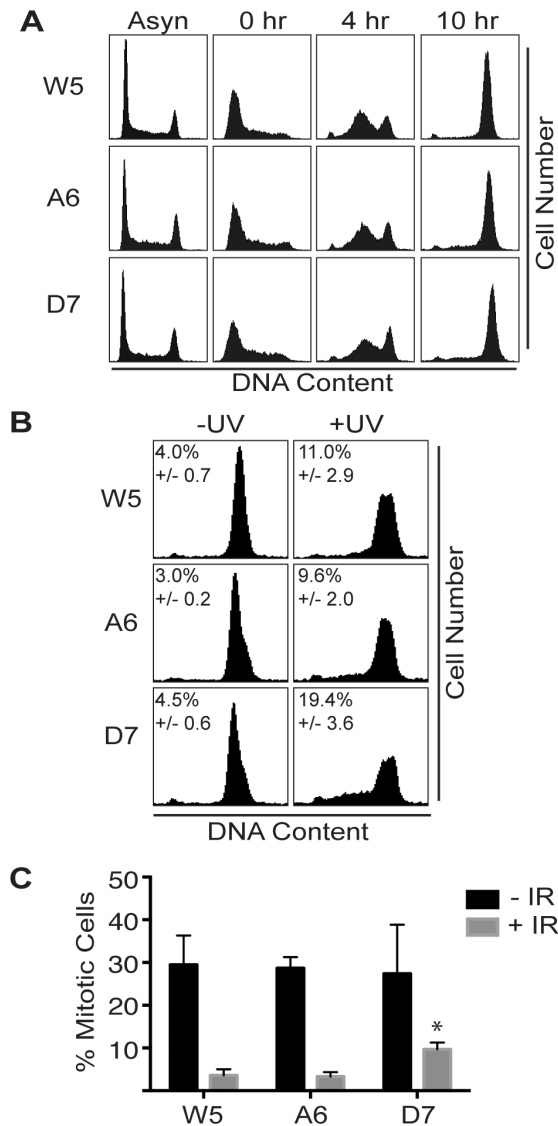 A
Asyn 0 hr 4 hr 10 hr
W5
A6
D7
Cell Number
DNA Content
B
-UV +UV
W5
4.0%
+/- 0.7
11.0%
+/- 2.9
A6
3.0%
+/- 0.2
9.6%
+/- 2.0
D7
4.5%
+/- 0.6
19.4%
+/- 3.6
Cell Number
DNA Content
C
% Mitotic Cells
50
40
30
20
10
*
- IR
+ IR
W5 A6 D7